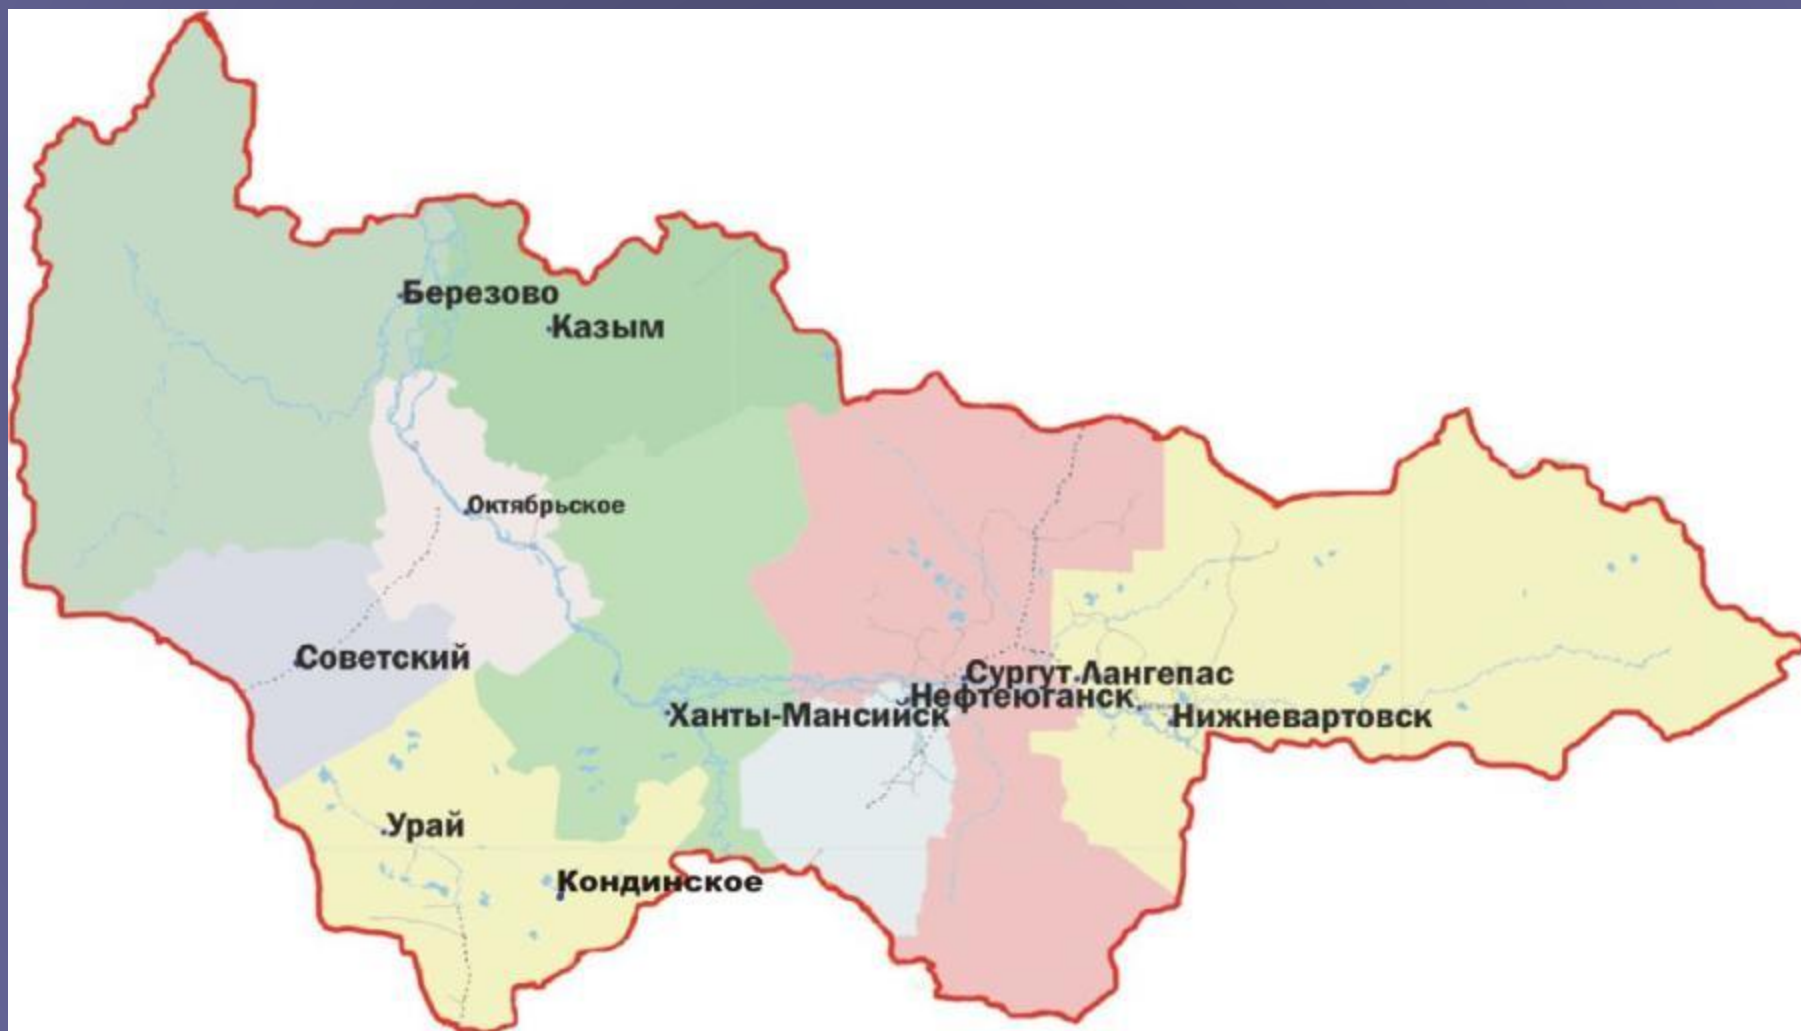 Березово
Казым
Октябрьское
Советский
Сургут
Лангепас
Нефтеюганск
Ханты-Мансийск
Нижневартовск
Урай
Кондинское